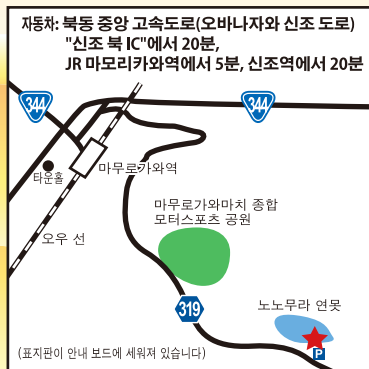 자동차: 북동 중앙 고속도로(오바나자와 신조 도로)
"신조 북 IC"에서 20분,
JR 마모리카와역에서 5분, 신조역에서 20분
344
344
타운홀
마무로가와역
마무로가와마치 종합
모터스포츠 공원
오우 선
319
노노무라 연못
P
(표지판이 안내 보드에 세워져 있습니다)